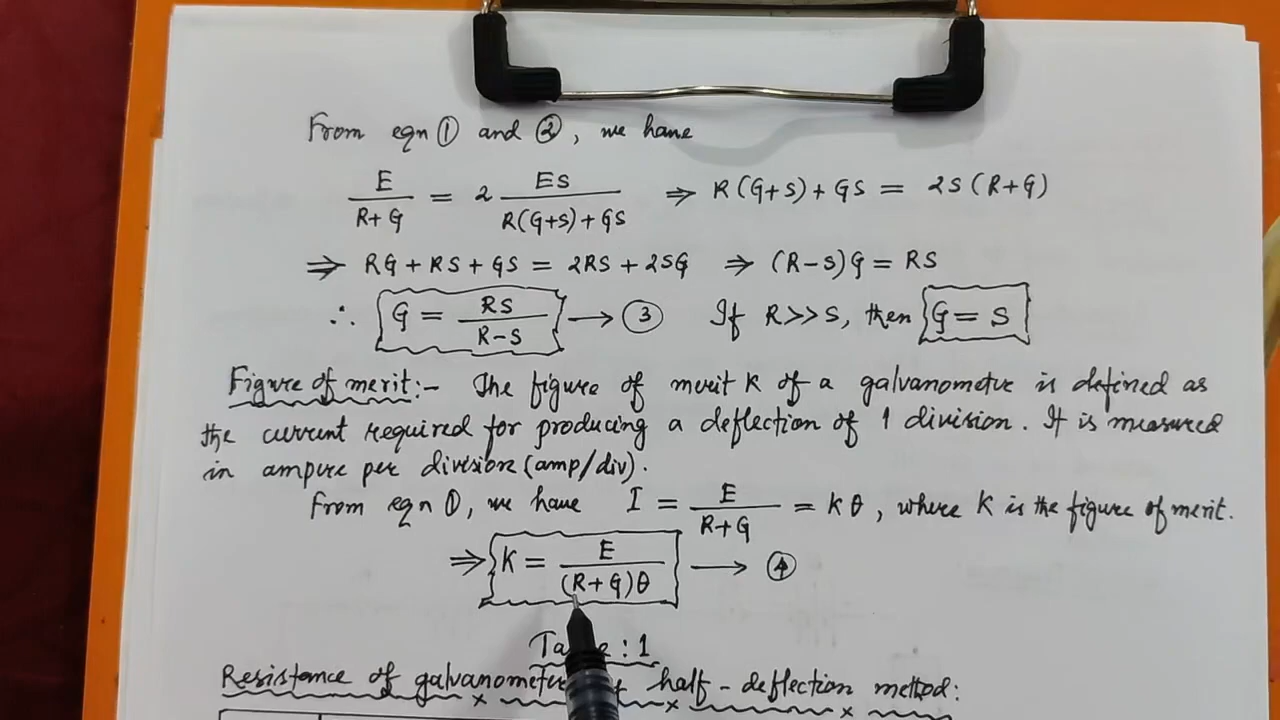 From eqn ① and ②, we have
E/(R+G) = 2 ES/(R(G+S)+GS) ⇒ R(G+S)+GS = 2S(R+G)
⇒ RG+RS+GS = 2RS+2SG ⇒ (R-S)G = RS
∴ G = RS/(R-S) → ③ If R>>S, then G = S
Figure of merit:- The figure of merit K of a galvanometer is defined as
the current required for producing a deflection of 1 division. It is measured
in ampere per division (amp/div).
From eqn ①, we have I = E/(R+G) = Kθ, where K is the figure of merit.
⇒ K = E/((R+G)θ) → ④
: 1
Resistance of galvanometer half-deflection method: